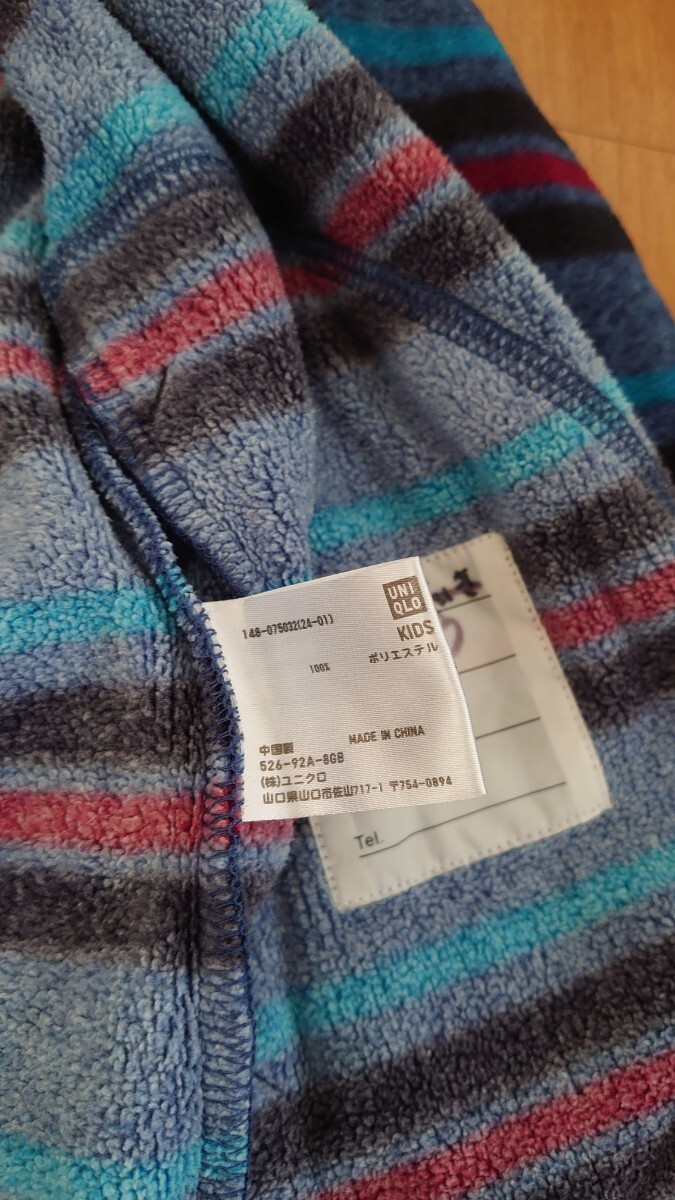 148-075032(24-01)
UNI
QLO
KIDS
100% ポリエステル
中国製 MADE IN CHINA
526-92A-8GB
(株)ユニクロ
山口県山口市佐山717-1 〒754-0894
Tel.